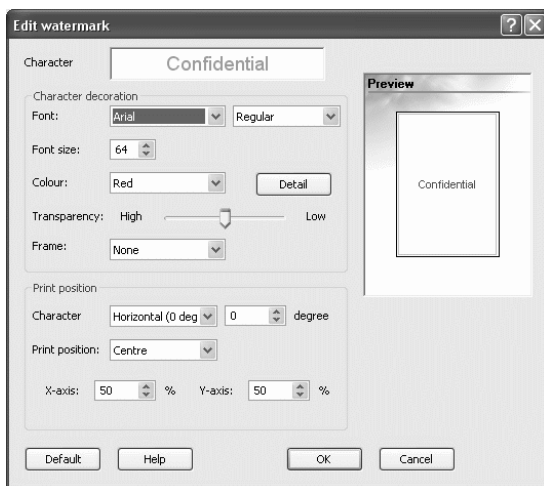 Edit watermark
Character Confidential
Preview
Character decoration
Font: Arial Regular
Font size: 64
Colour: Red Detail
Confidential
Transparency: High Low
Frame: None
Print position
Character Horizontal (0 deg 0 degree
Print position: Centre
X-axis: 50 % Y-axis: 50 %
Default Help OK Cancel